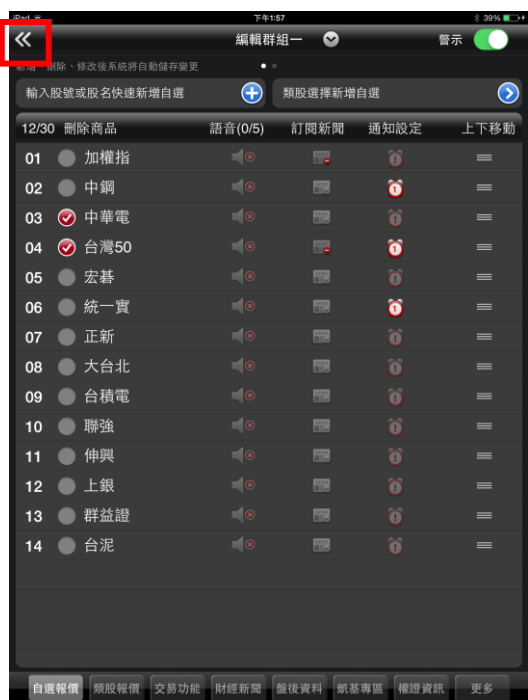 iPad
下午1:57
39%
編輯群組一
警示
新增、刪除、修改後系統將自動儲存變更
輸入股號或股名快速新增自選
類股選擇新增自選
12/30 刪除商品 語音(0/5) 訂閱新聞 通知設定 上下移動
01 加權指
02 中鋼 1
03 中華電
04 台灣50 1
05 宏碁
06 統一實 1
07 正新
08 大台北
09 台積電
10 聯強
11 伸興
12 上銀
13 群益證
14 台泥
自選報價 類股報價 交易功能 財經新聞 盤後資料 凱基專區 權證資訊 更多